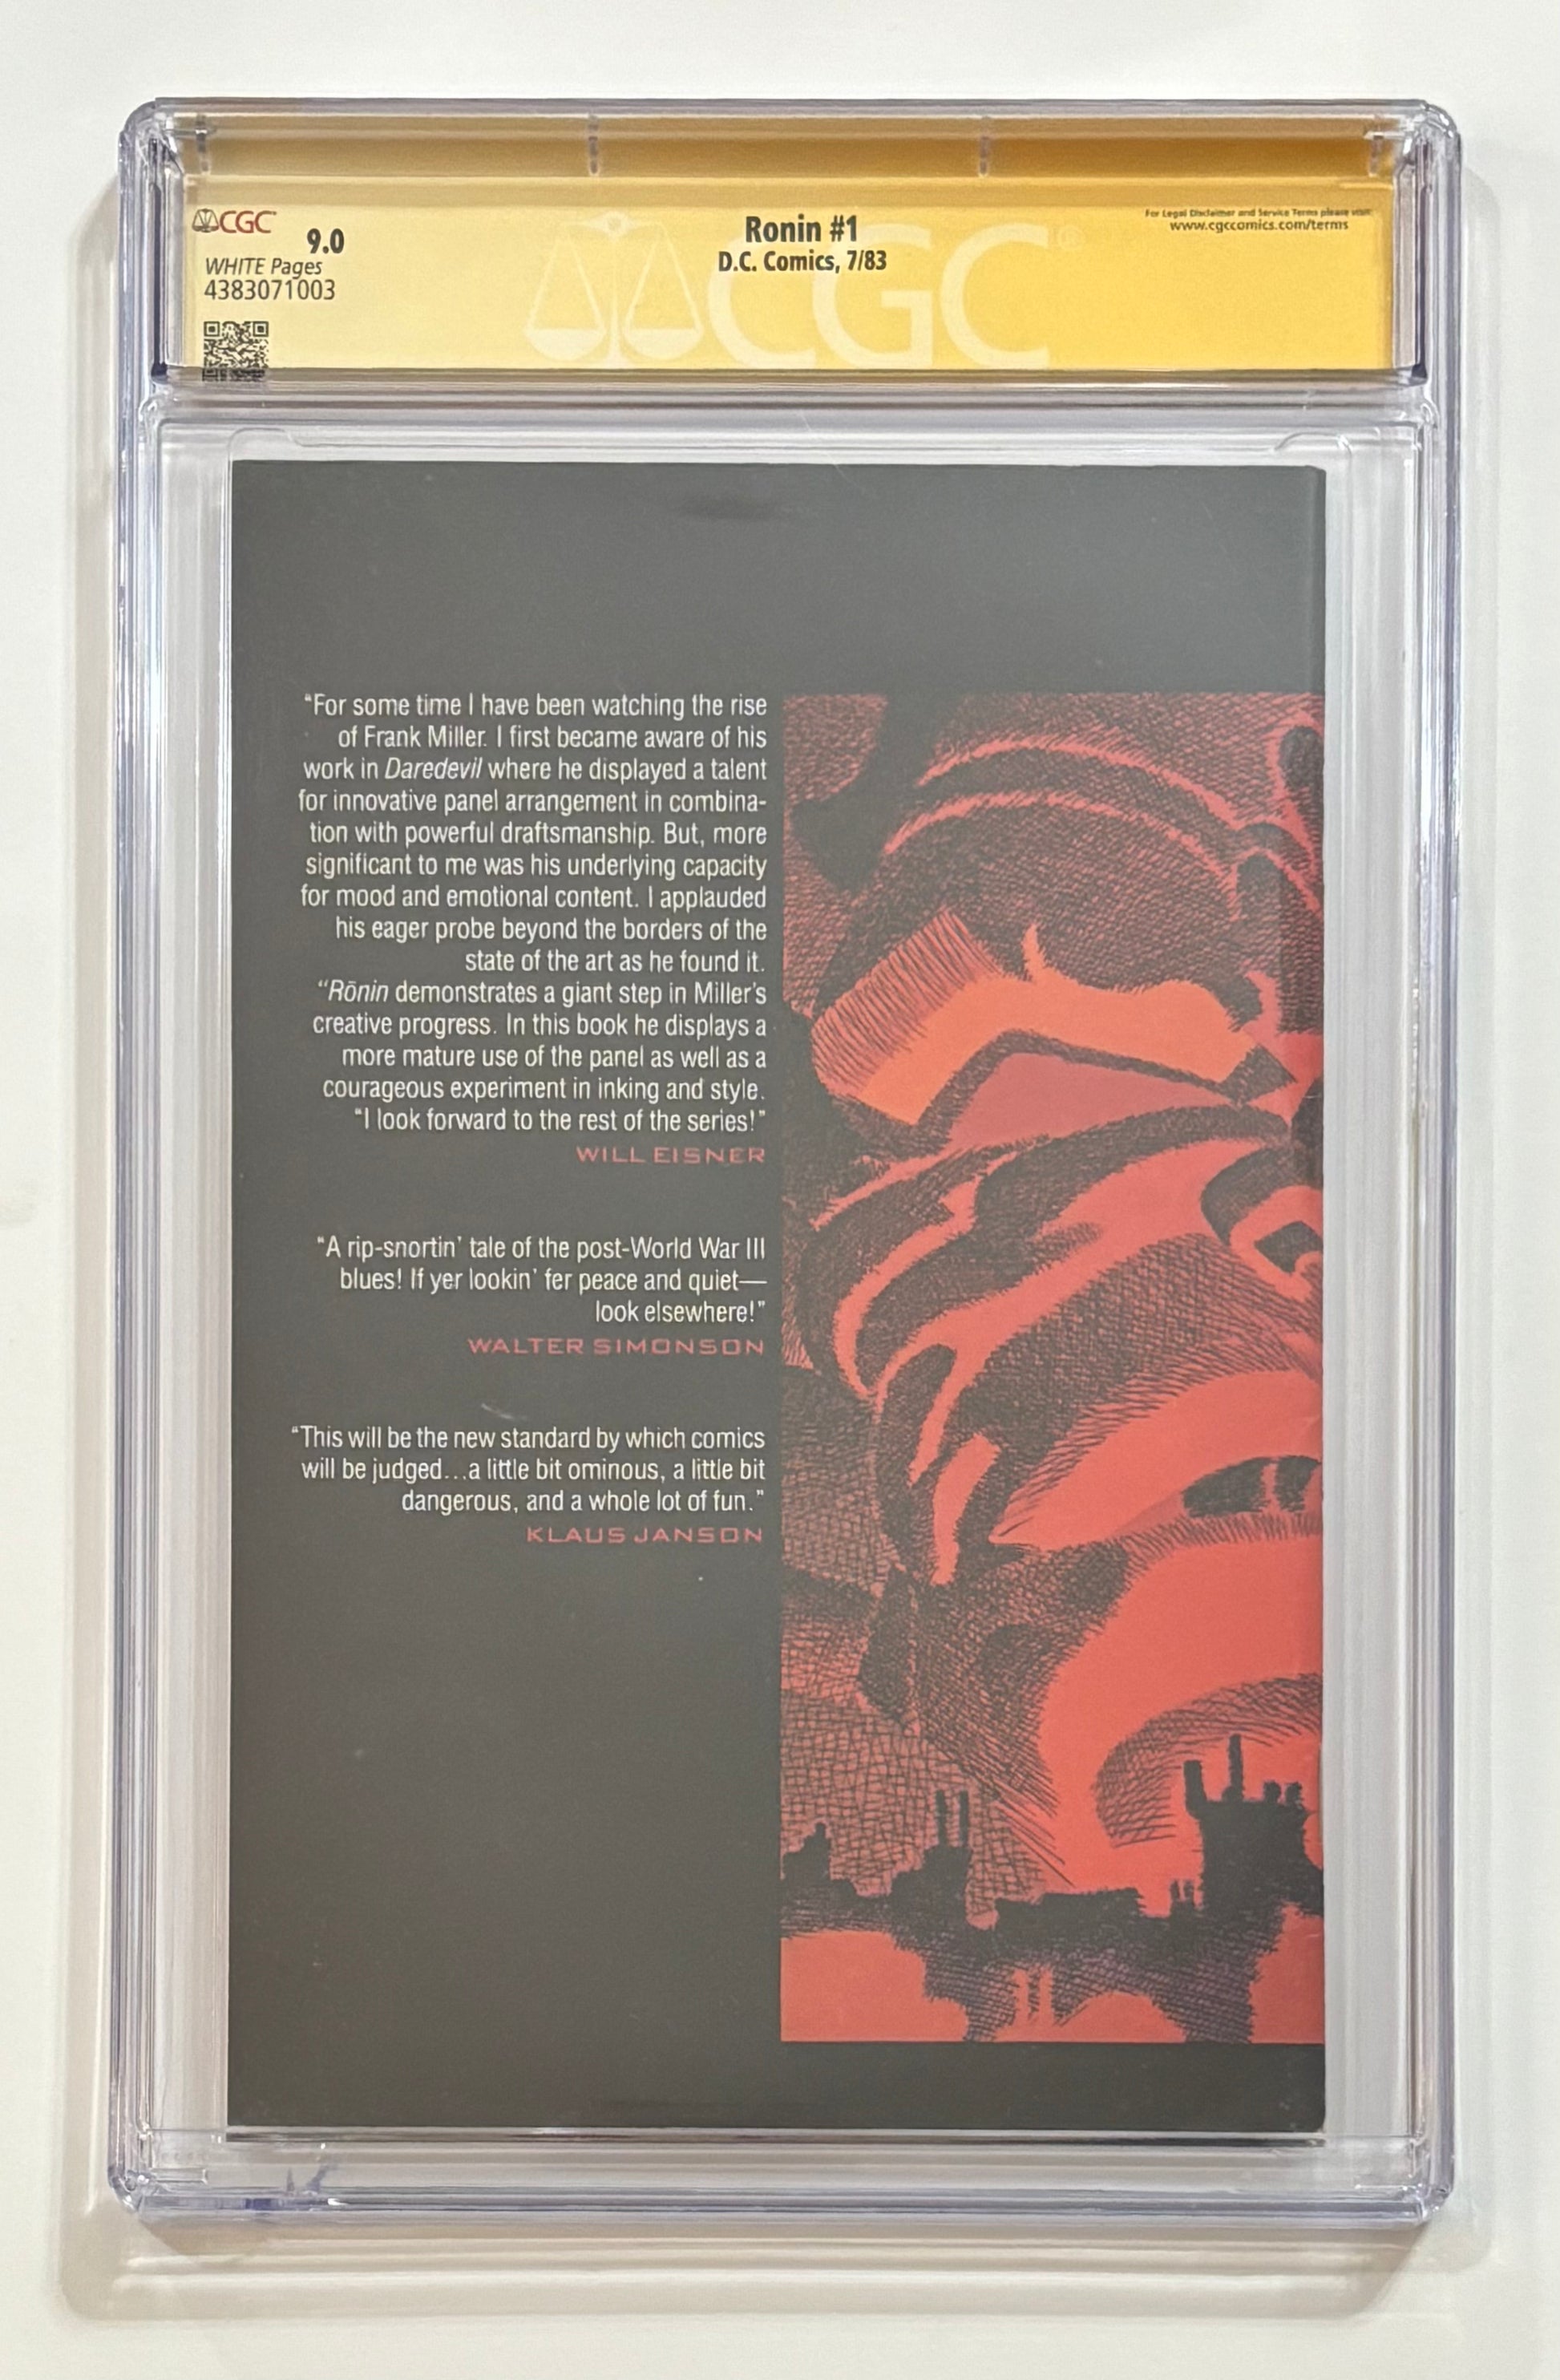 CGC
9.0
WHITE Pages
4383071003
Ronin #1
D.C. Comics, 7/83
For Legal Disclaimer and Service Terms please visit:
www.cgccomics.com/terms
CGC®
“For some time I have been watching the rise
of Frank Miller. I first became aware of his
work in Daredevil where he displayed a talent
for innovative panel arrangement in combina-
tion with powerful draftsmanship. But, more
significant to me was his underlying capacity
for mood and emotional content. I applauded
his eager probe beyond the borders of the
state of the art as he found it.
“Rōnin demonstrates a giant step in Miller’s
creative progress. In this book he displays a
more mature use of the panel as well as a
courageous experiment in inking and style.
“I look forward to the rest of the series!”
WILL EISNER
“A rip-snortin’ tale of the post-World War III
blues! If yer lookin’ fer peace and quiet—
look elsewhere!”
WALTER SIMONSON
“This will be the new standard by which comics
will be judged...a little bit ominous, a little bit
dangerous, and a whole lot of fun.”
KLAUS JANSON